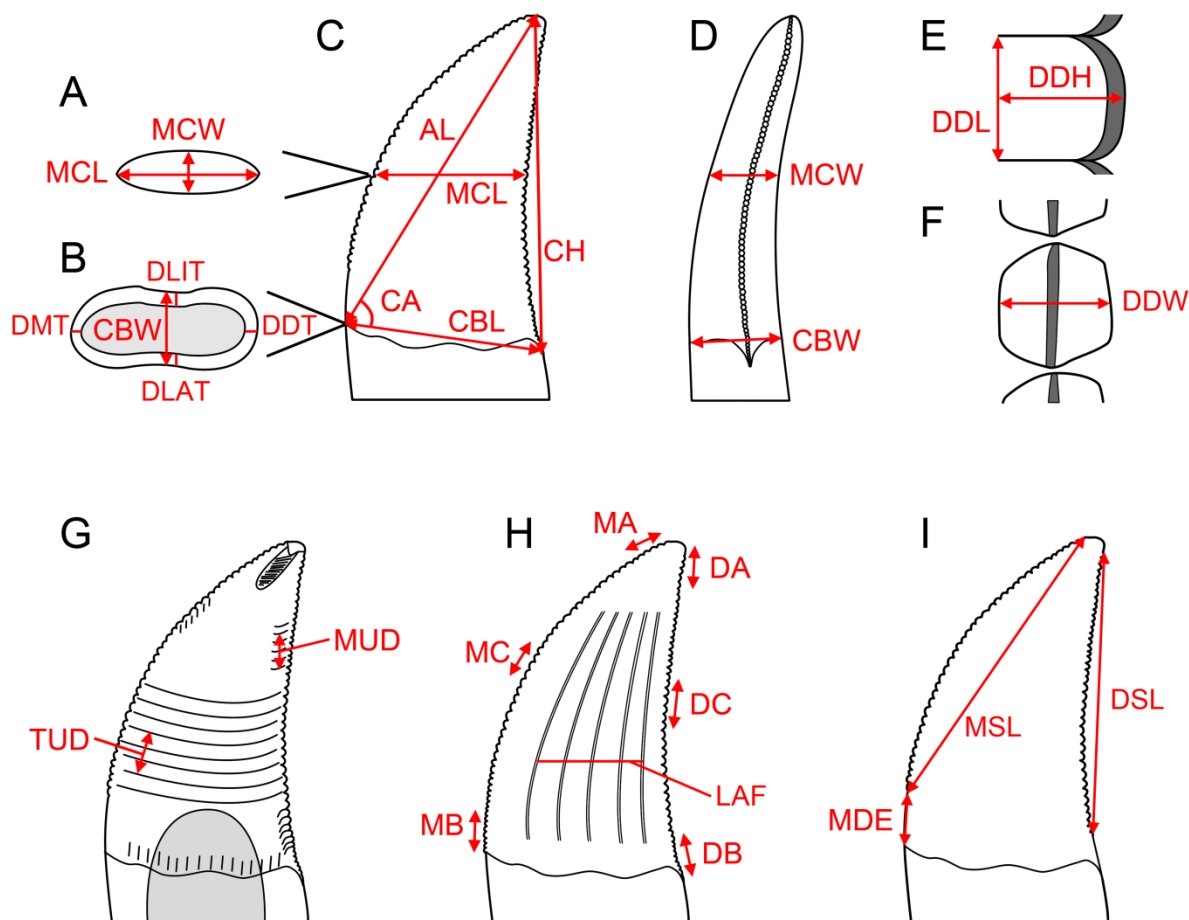 A
MCW
MCL
B
DLIT
DMT
CBW
DDT
DLAT
C
AL
MCL
CH
CA
CBL
D
MCW
CBW
E
DDH
DDL
F
DDW
G
MUD
TUD
H
MA
DA
MC
DC
LAF
MB
DB
I
MSL
DSL
MDE